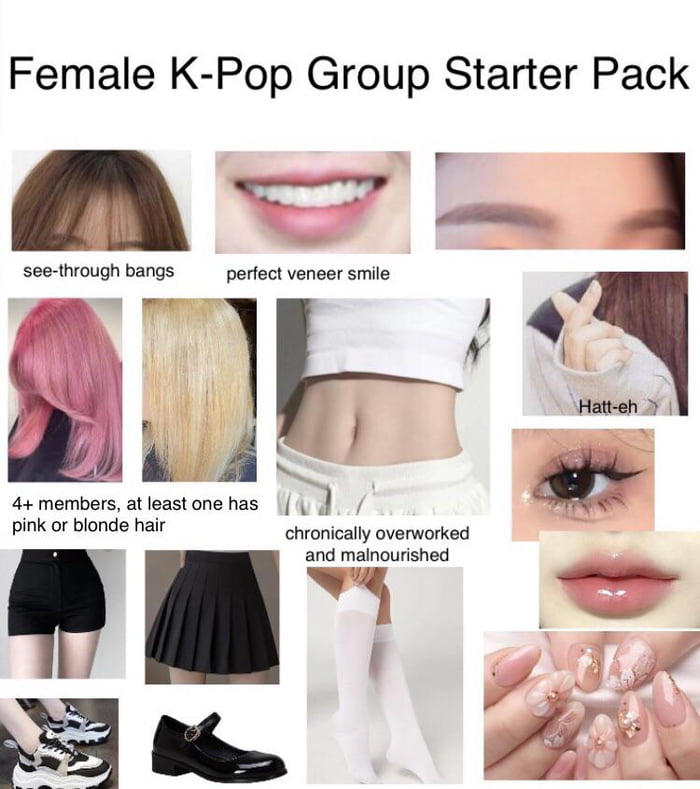 Female K-Pop Group Starter Pack
see-through bangs
perfect veneer smile
Hatt-eh
4+ members, at least one has
pink or blonde hair
chronically overworked
and malnourished